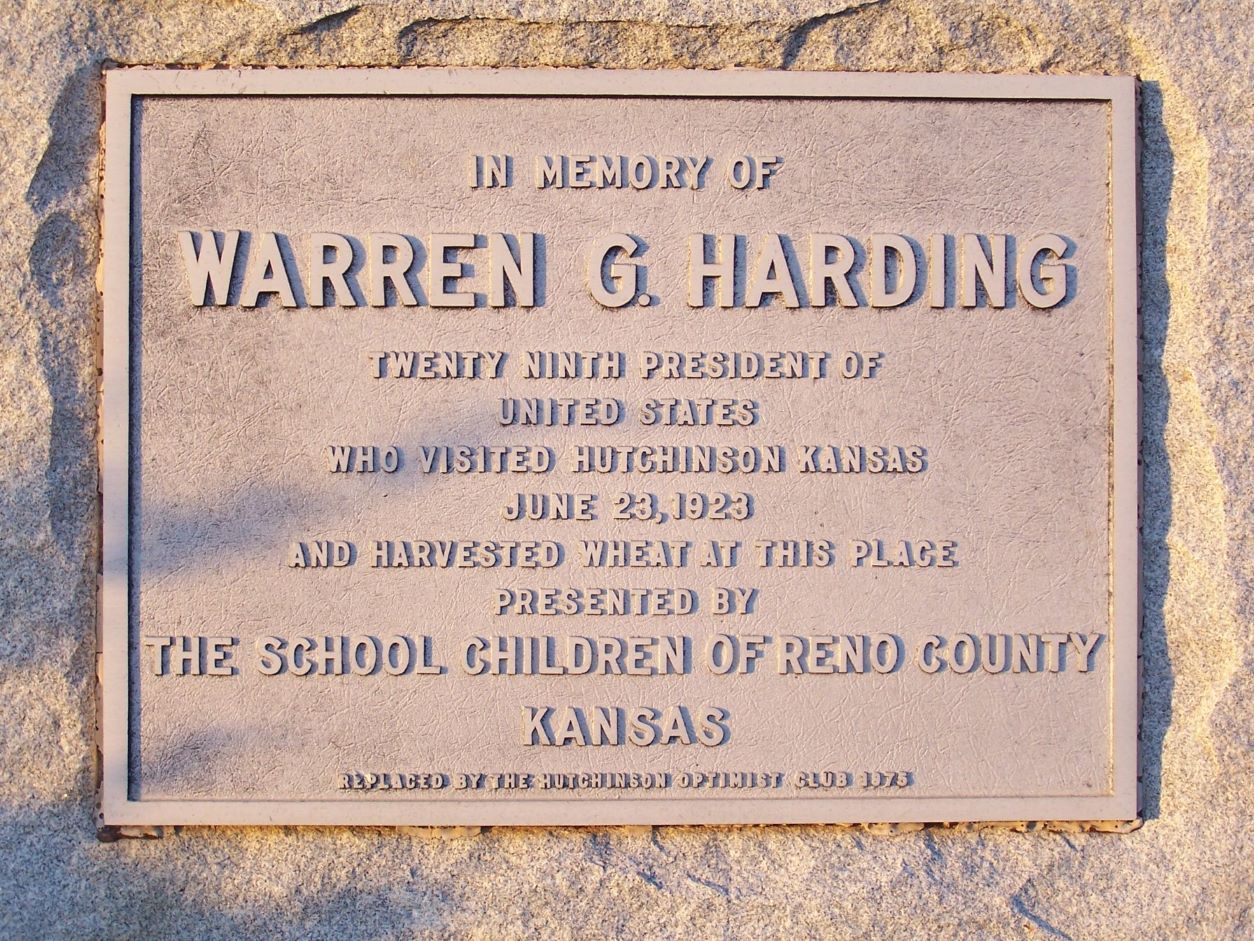 IN MEMORY OF
WARREN G. HARDING
TWENTY NINTH PRESIDENT OF
UNITED STATES
WHO VISITED HUTCHINSON KANSAS
JUNE 23, 1923
AND HARVESTED WHEAT AT THIS PLACE
PRESENTED BY
THE SCHOOL CHILDREN OF RENO COUNTY
KANSAS
REPLACED BY THE HUTCHINSON OPTIMIST CLUB 1975